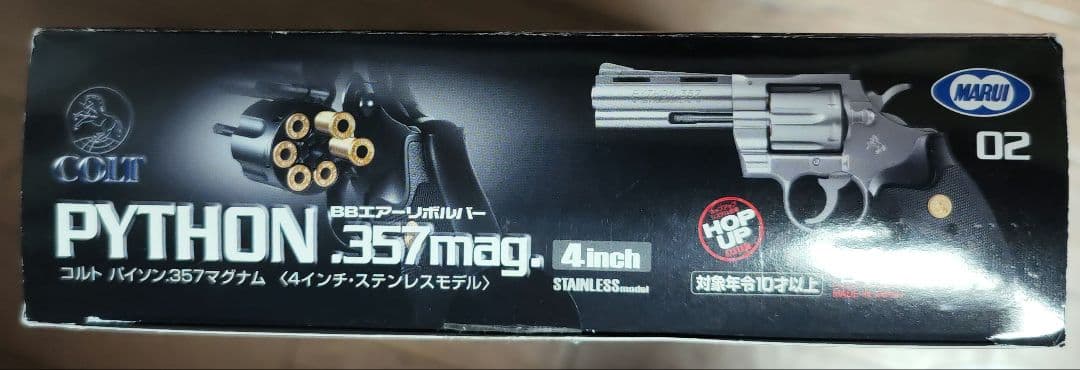 COLT
PYTHON
BBエアーリボルバー
.357mag.
4inch
STAINLESS model
コルト パイソン.357マグナム 〈4インチ・ステンレスモデル〉
MARUI
02
HOP
UP
対象年令10才以上